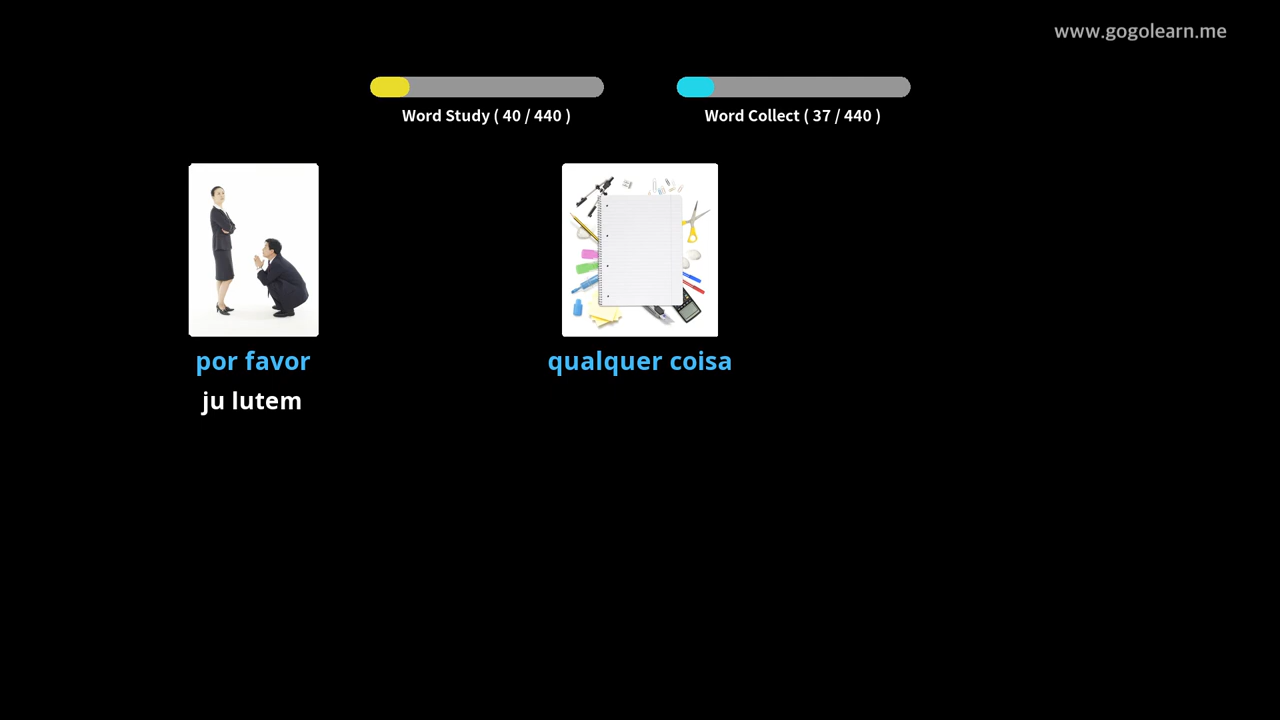 www.gogolearn.me
Word Study ( 40 / 440 )
Word Collect ( 37 / 440 )
por favor
qualquer coisa
ju lutem